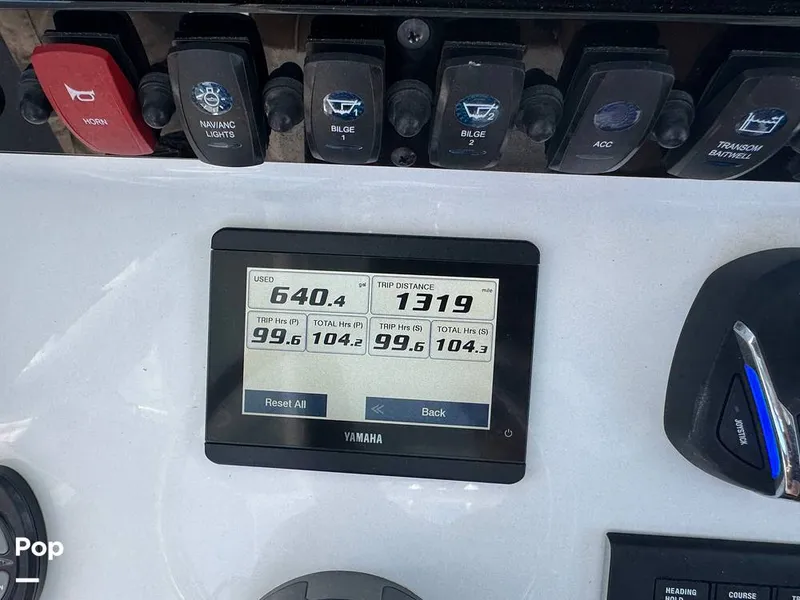 HORN
NAV/ANC
LIGHTS
1
BILGE
1
2
BILGE
2
ACC
TRANSOM
BAITWELL
USED
640.4 gal
TRIP DISTANCE
1319 mile
TRIP Hrs (P)
99.6
TOTAL Hrs (P)
104.2
TRIP Hrs (S)
99.6
TOTAL Hrs (S)
104.3
Reset All
Back
YAMAHA
JOYSTICK
Pop
HEADING
HOLD
COURSE